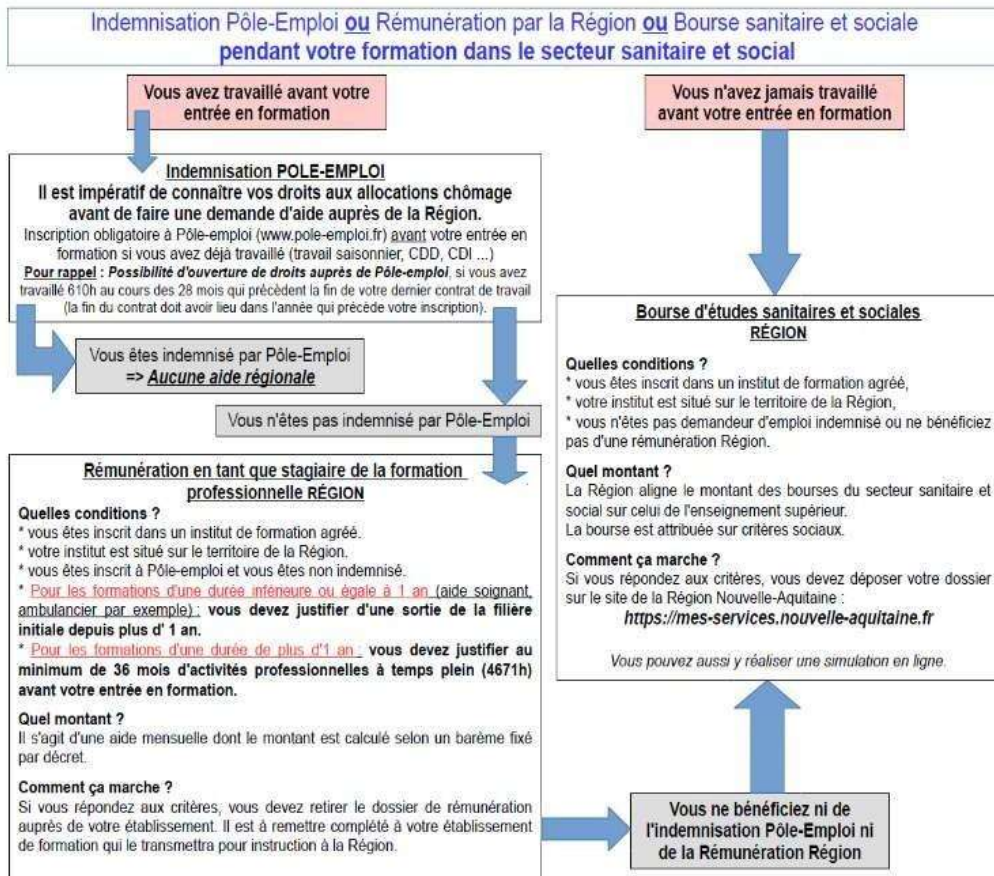 Indemnisation Pôle-Emploi ou Rémunération par la Région ou Bourse sanitaire et sociale
pendant votre formation dans le secteur sanitaire et social
Vous avez travaillé avant votre
entrée en formation
Vous n'avez jamais travaillé
avant votre entrée en formation
Indemnisation POLE-EMPLOI
Il est impératif de connaître vos droits aux allocations chômage
avant de faire une demande d'aide auprès de la Région.
Inscription obligatoire à Pôle-emploi (www.pole-emploi.fr) avant votre entrée en
formation si vous avez déjà travaillé (travail saisonnier, CDD, CDI ...)
Pour rappel : Possibilité d'ouverture de droits auprès de Pôle-emploi, si vous avez
travaillé 610h au cours des 28 mois qui précèdent la fin de votre dernier contrat de travail
(la fin du contrat doit avoir lieu dans l'année qui précède votre inscription).
Vous êtes indemnisé par Pôle-Emploi
=> Aucune aide régionale
Vous n'êtes pas indemnisé par Pôle-Emploi
Rémunération en tant que stagiaire de la formation
professionnelle RÉGION
Quelles conditions ?
* vous êtes inscrit dans un institut de formation agréé.
* votre institut est situé sur le territoire de la Région.
* vous êtes inscrit à Pôle-emploi et vous êtes non indemnisé.
* Pour les formations d'une durée inférieure ou égale à 1 an (aide soignant,
ambulancier par exemple) : vous devez justifier d'une sortie de la filière
initiale depuis plus d' 1 an.
* Pour les formations d'une durée de plus d'1 an : vous devez justifier au
minimum de 36 mois d'activités professionnelles à temps plein (4671h)
avant votre entrée en formation.
Quel montant ?
Il s'agit d'une aide mensuelle dont le montant est calculé selon un barème fixé
par décret.
Comment ça marche ?
Si vous répondez aux critères, vous devez retirer le dossier de rémunération
auprès de votre établissement. Il est à remettre complété à votre établissement
de formation qui le transmettra pour instruction à la Région.
Bourse d'études sanitaires et sociales
RÉGION
Quelles conditions ?
* vous êtes inscrit dans un institut de formation agréé,
* votre institut est situé sur le territoire de la Région,
* vous n'êtes pas demandeur d'emploi indemnisé ou ne bénéficiez
pas d'une rémunération Région.
Quel montant ?
La Région aligne le montant des bourses du secteur sanitaire et
social sur celui de l'enseignement supérieur.
La bourse est attribuée sur critères sociaux.
Comment ça marche ?
Si vous répondez aux critères, vous devez déposer votre dossier
sur le site de la Région Nouvelle-Aquitaine :
https://mes-services.nouvelle-aquitaine.fr
Vous pouvez aussi y réaliser une simulation en ligne.
Vous ne bénéficiez ni de
l'indemnisation Pôle-Emploi ni
de la Rémunération Région